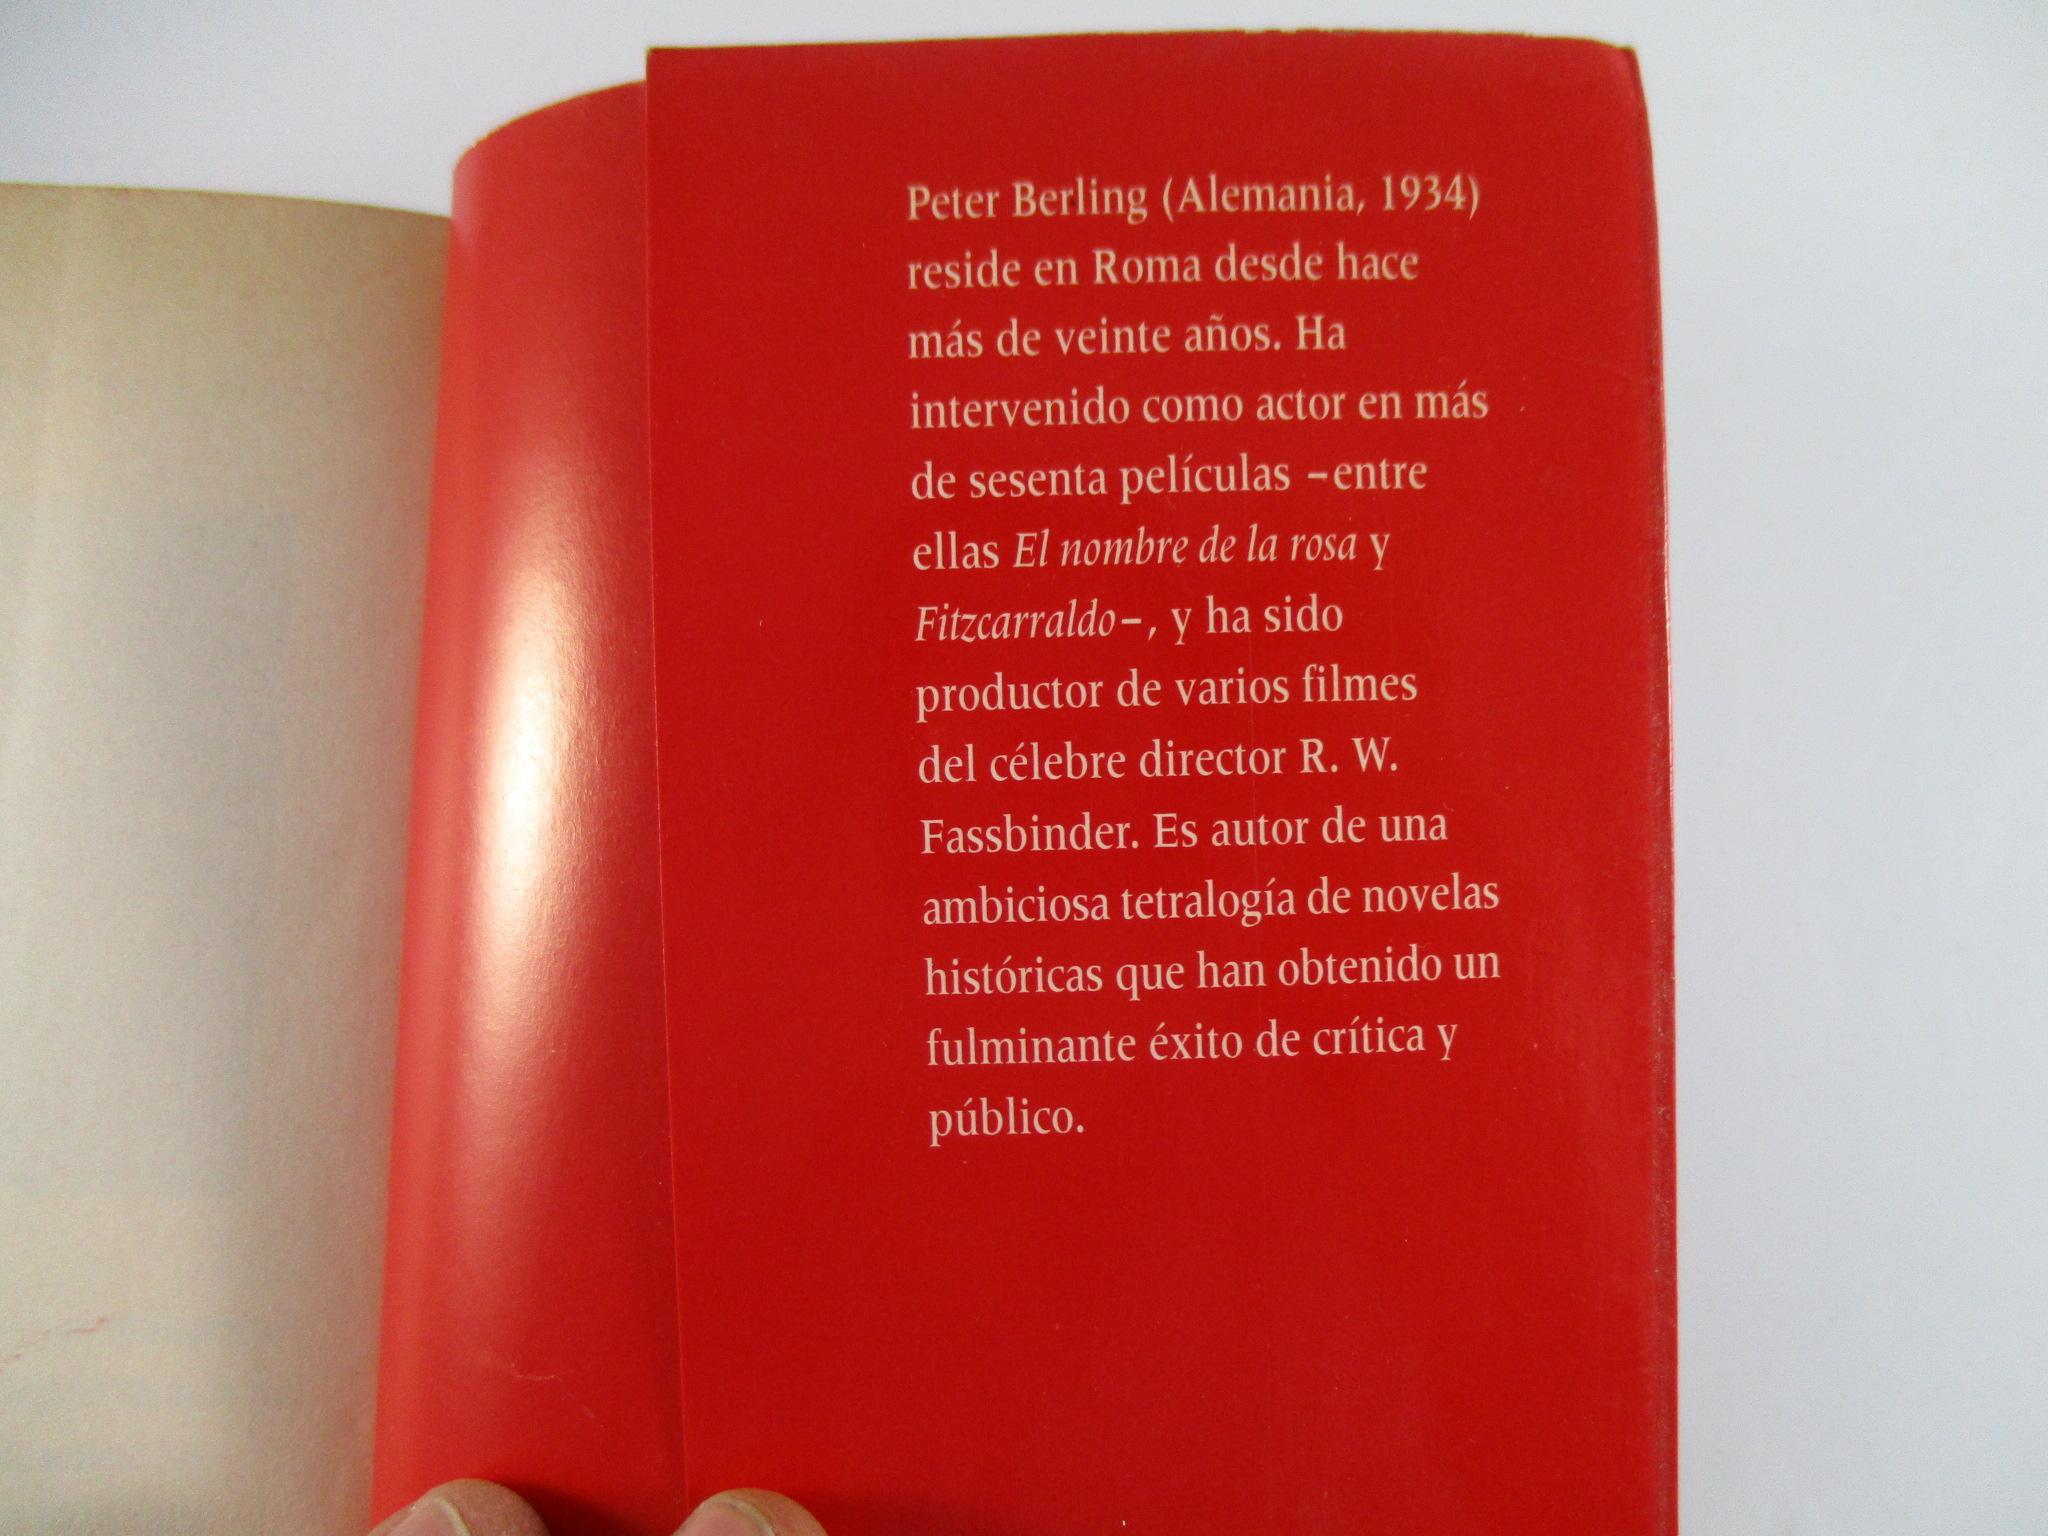 Peter Berling (Alemania, 1934)
reside en Roma desde hace
más de veinte años. Ha
intervenido como actor en más
de sesenta películas –entre
ellas El nombre de la rosa y
Fitzcarraldo–, y ha sido
productor de varios filmes
del célebre director R. W.
Fassbinder. Es autor de una
ambiciosa tetralogía de novelas
históricas que han obtenido un
fulminante éxito de crítica y
público.